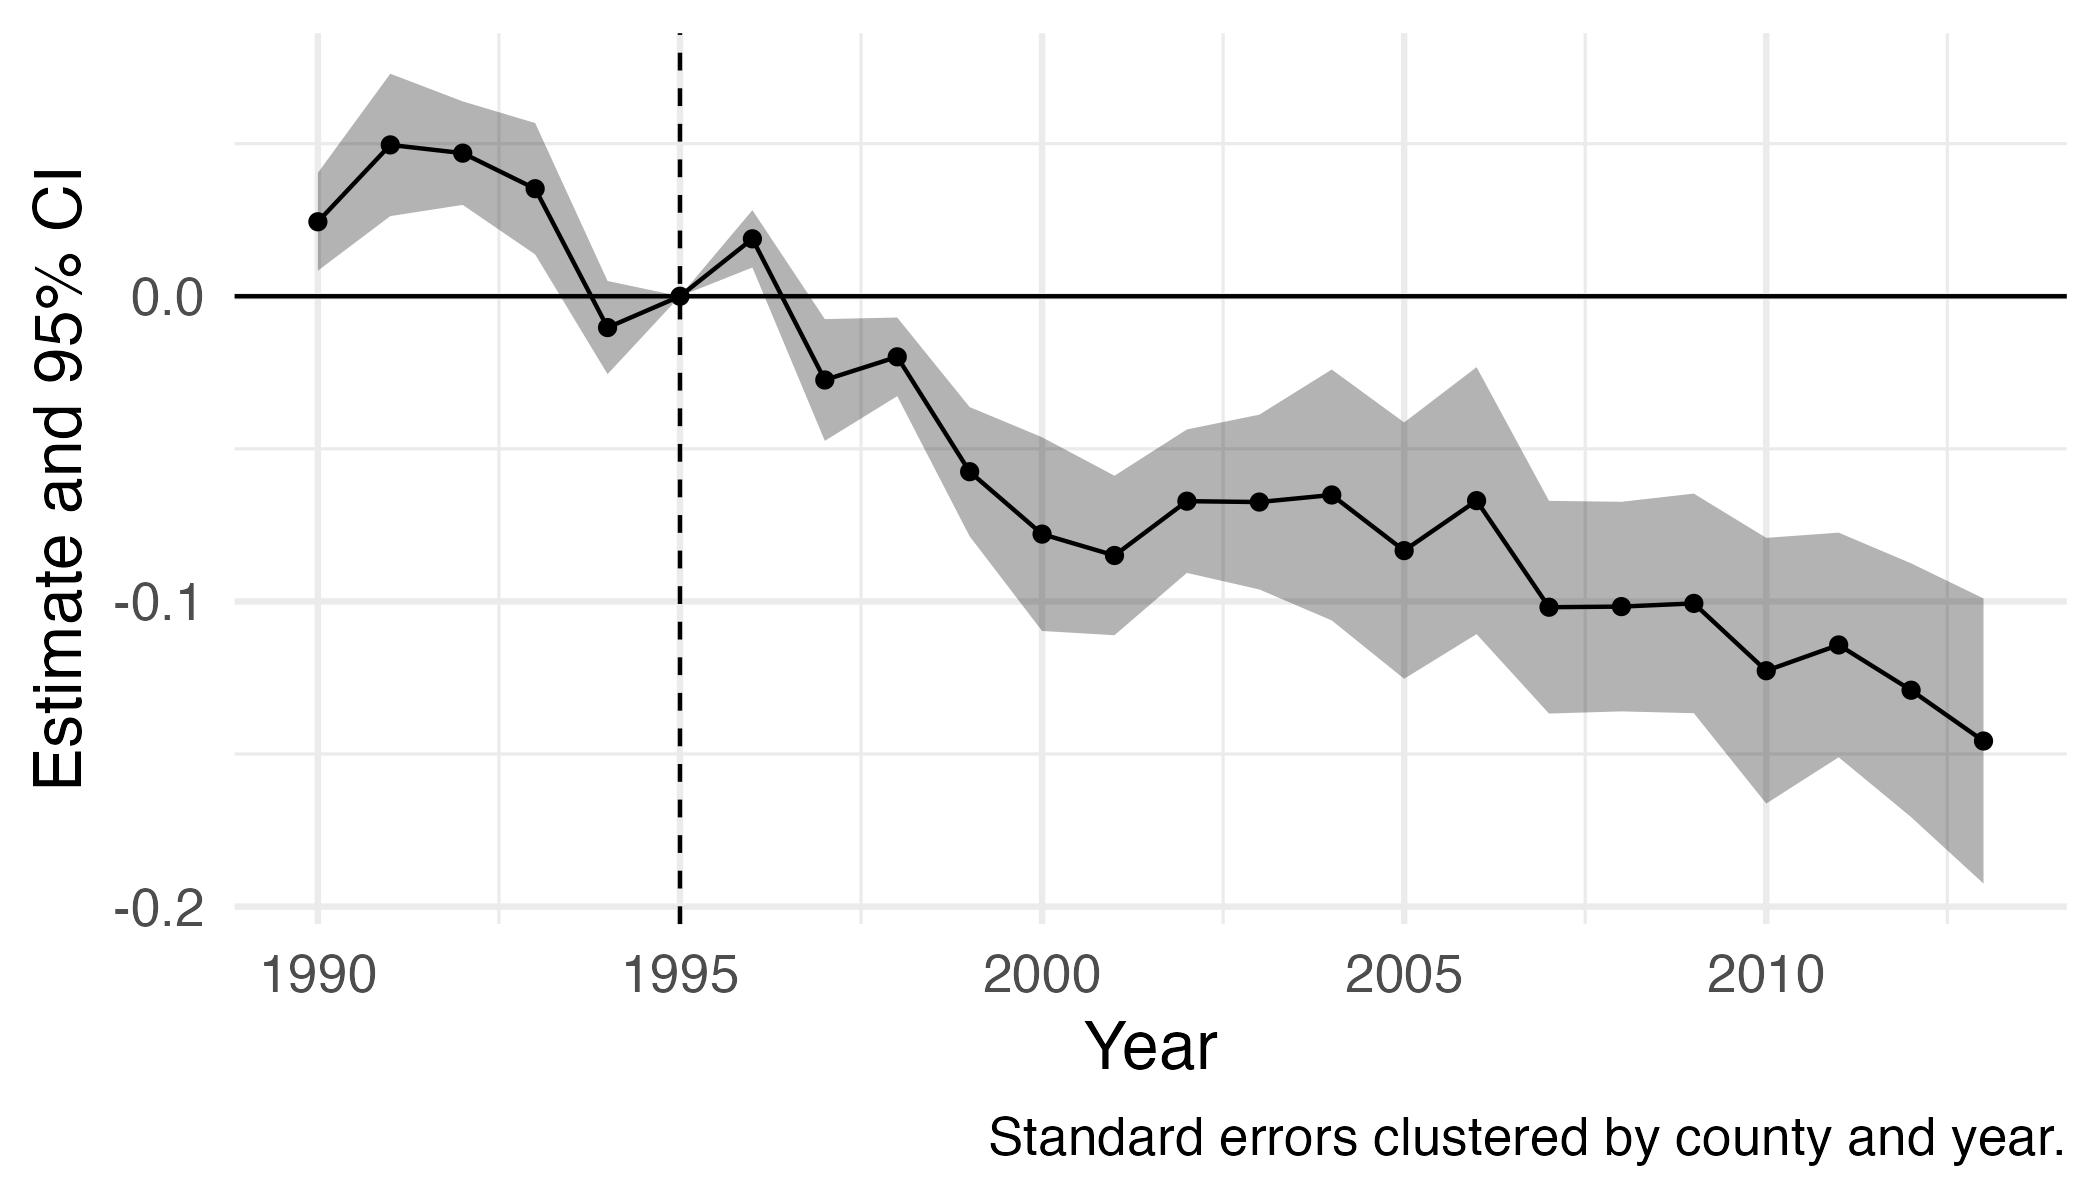 Estimate and 95% CI
0.0
-0.1
-0.2
1990 1995 2000 2005 2010
Year
Standard errors clustered by county and year.